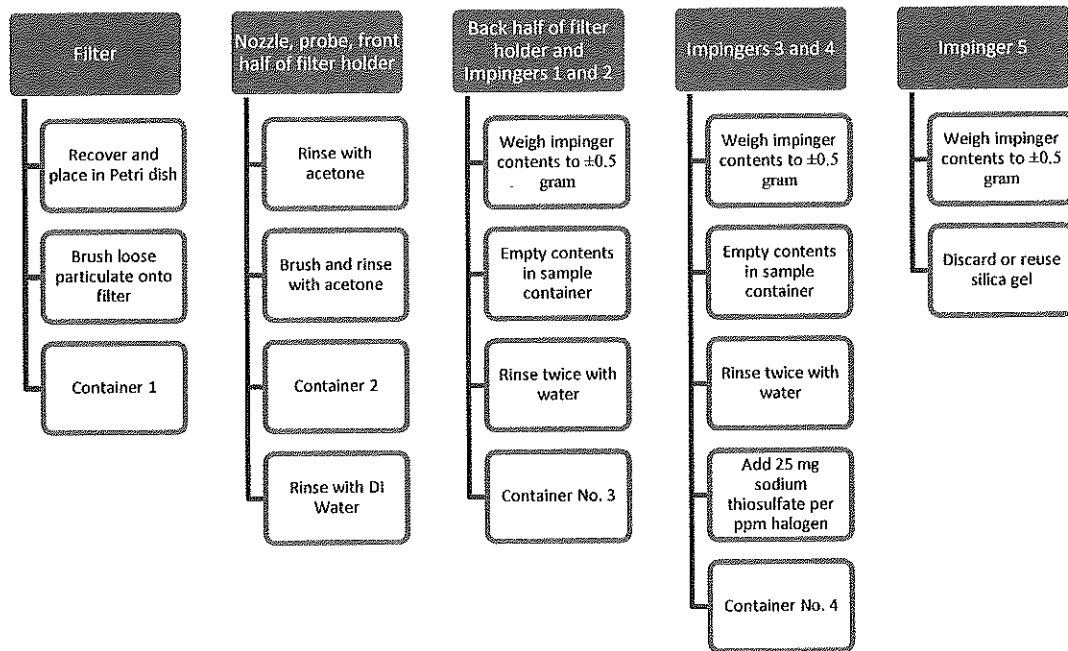 Filter
Recover and
place in Petri dish
Brush loose
particulate onto
filter
Container 1
Nozzle, probe, front
half of filter holder
Rinse with
acetone
Brush and rinse
with acetone
Container 2
Rinse with DI
Water
Back half of filter
holder and
Impingers 1 and 2
Weigh impinger
contents to ±0.5
gram
Empty contents
in sample
container
Rinse twice with
water
Container No. 3
Impingers 3 and 4
Weigh impinger
contents to ±0.5
gram
Empty contents
in sample
container
Rinse twice with
water
Add 25 mg
sodium
thiosulfate per
ppm halogen
Container No. 4
Impinger 5
Weigh impinger
contents to ±0.5
gram
Discard or reuse
silica gel